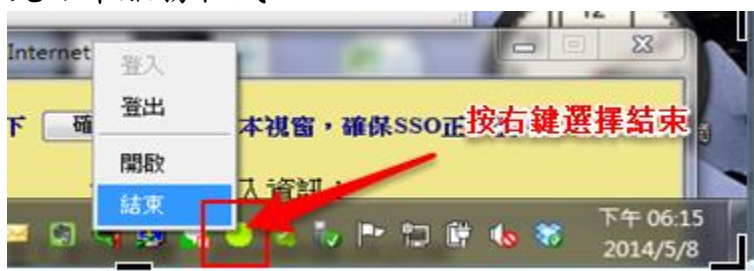 Internet
登入
登出
下 確 本視窗，確保SSO正
按右鍵選擇結束
開啟
入資訊：
結束
下午 06:15
2014/5/8